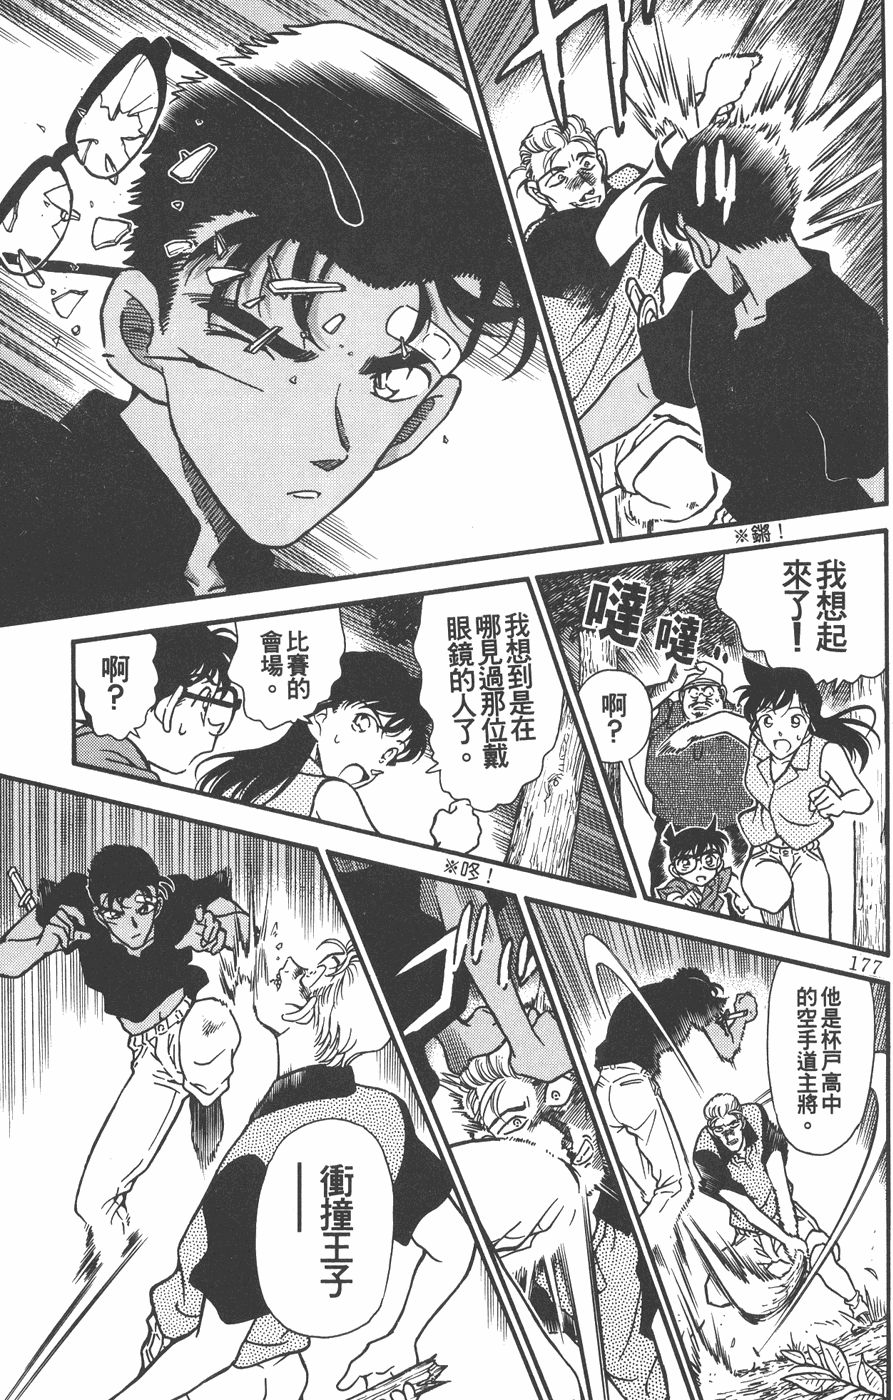 ※鏘！
我想起
來了！
噠
噠…
啊？
我想到是在
哪見過那位戴
眼鏡的人了。
比賽的
會場。
啊？
177
他是杯戶高中
的空手道主將。
※咚！
衝撞王子
——